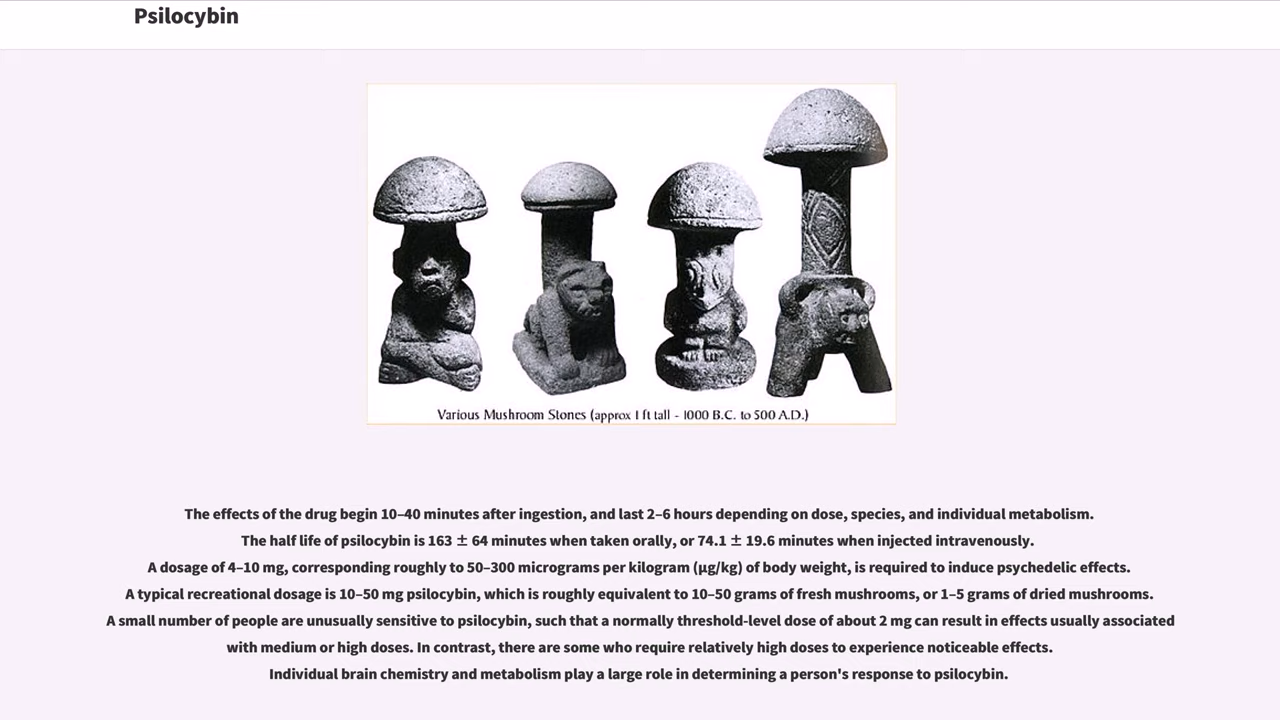 Psilocybin
Various Mushroom Stones (approx 1 ft tall - 1000 B.C. to 500 A.D.)
The effects of the drug begin 10–40 minutes after ingestion, and last 2–6 hours depending on dose, species, and individual metabolism.
The half life of psilocybin is 163 ± 64 minutes when taken orally, or 74.1 ± 19.6 minutes when injected intravenously.
A dosage of 4–10 mg, corresponding roughly to 50–300 micrograms per kilogram (µg/kg) of body weight, is required to induce psychedelic effects.
A typical recreational dosage is 10–50 mg psilocybin, which is roughly equivalent to 10–50 grams of fresh mushrooms, or 1–5 grams of dried mushrooms.
A small number of people are unusually sensitive to psilocybin, such that a normally threshold-level dose of about 2 mg can result in effects usually associated
with medium or high doses. In contrast, there are some who require relatively high doses to experience noticeable effects.
Individual brain chemistry and metabolism play a large role in determining a person's response to psilocybin.